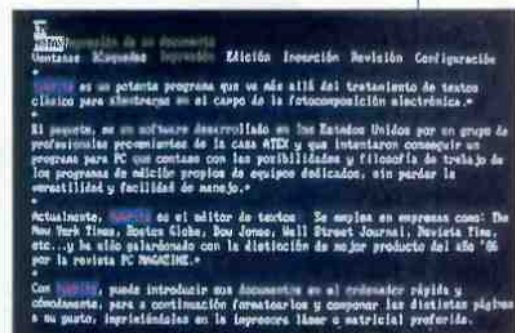 Impresión de un documento
Ventanas Búsquedas Impresión Edición Inserción Revisión Configuración
es un potente programa que va más allá del tratamiento de textos
clásico para adentrarse en el campo de la fotocomposición electrónica.
El paquete, es un software desarrollado en los Estados Unidos por un grupo de
profesionales provenientes de la casa ATEX y que intentaron conseguir un
programa para PC que contase con las posibilidades y filosofía de trabajo de
los programas de edición propios de equipos dedicados, sin perder la
versatilidad y facilidad de manejo.
Actualmente, es el editor de textos Se emplea en empresas como: The
New York Times, Boston Globe, Dow Jones, Wall Street Journal, Revista Time,
etc...y ha sido galardonado con la distinción de mejor producto del año '86
por la revista PC MAGAZINE.
Con , puede introducir sus documentos en el ordenador rápida y
cómodamente, para a continuación formatearlos y componer las distintas páginas
a su gusto, imprimiéndolas en la impresora láser o matricial preferida.